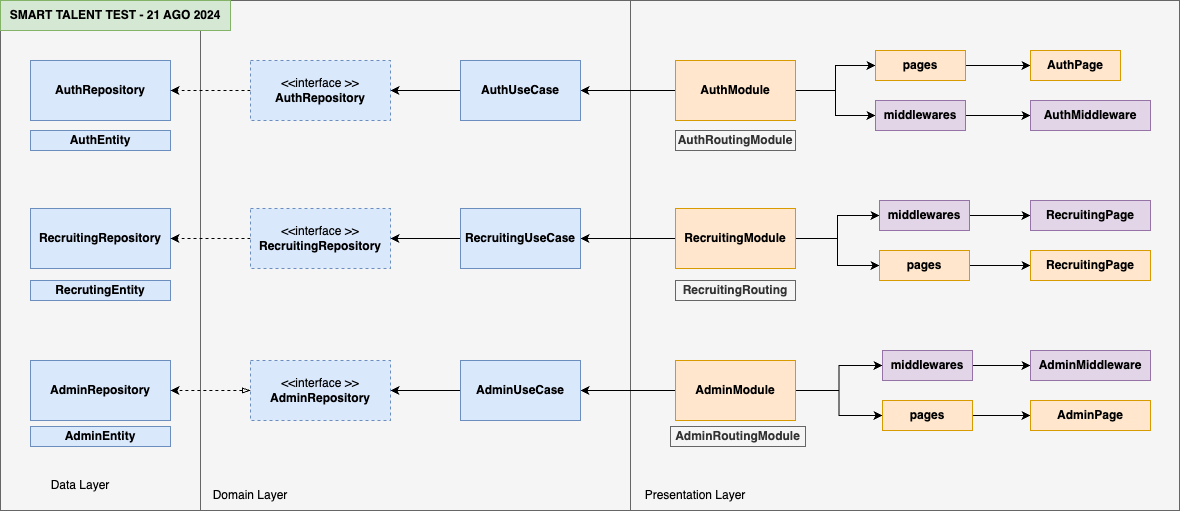 SMART TALENT TEST - 21 AGO 2024
AuthRepository
AuthEntity
<<interface >>
AuthRepository
AuthUseCase
AuthModule
AuthRoutingModule
pages
AuthPage
middlewares
AuthMiddleware
RecruitingRepository
RecrutingEntity
<<interface >>
RecruitingRepository
RecruitingUseCase
RecruitingModule
RecruitingRouting
middlewares
RecruitingPage
pages
RecruitingPage
AdminRepository
AdminEntity
<<interface >>
AdminRepository
AdminUseCase
AdminModule
AdminRoutingModule
middlewares
AdminMiddleware
pages
AdminPage
Data Layer
Domain Layer
Presentation Layer